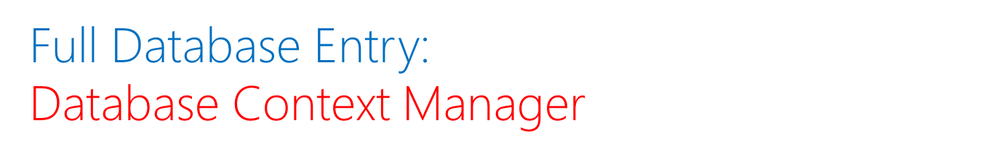 Full Database Entry:
Database Context Manager